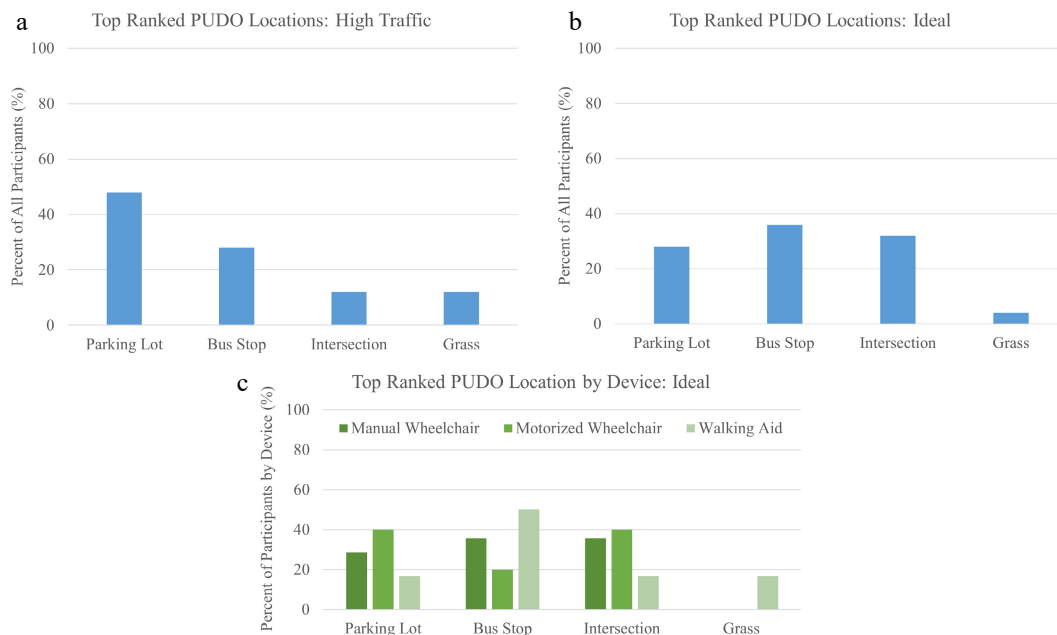 a
Top Ranked PUDO Locations: High Traffic
Percent of All Participants (%)
100
80
60
40
20
0
Parking Lot
Bus Stop
Intersection
Grass
b
Top Ranked PUDO Locations: Ideal
Percent of All Participants (%)
100
80
60
40
20
0
Parking Lot
Bus Stop
Intersection
Grass
c
Top Ranked PUDO Location by Device: Ideal
Percent of Participants by Device (%)
100
80
60
40
20
0
Manual Wheelchair
Motorized Wheelchair
Walking Aid
Parking Lot
Bus Stop
Intersection
Grass